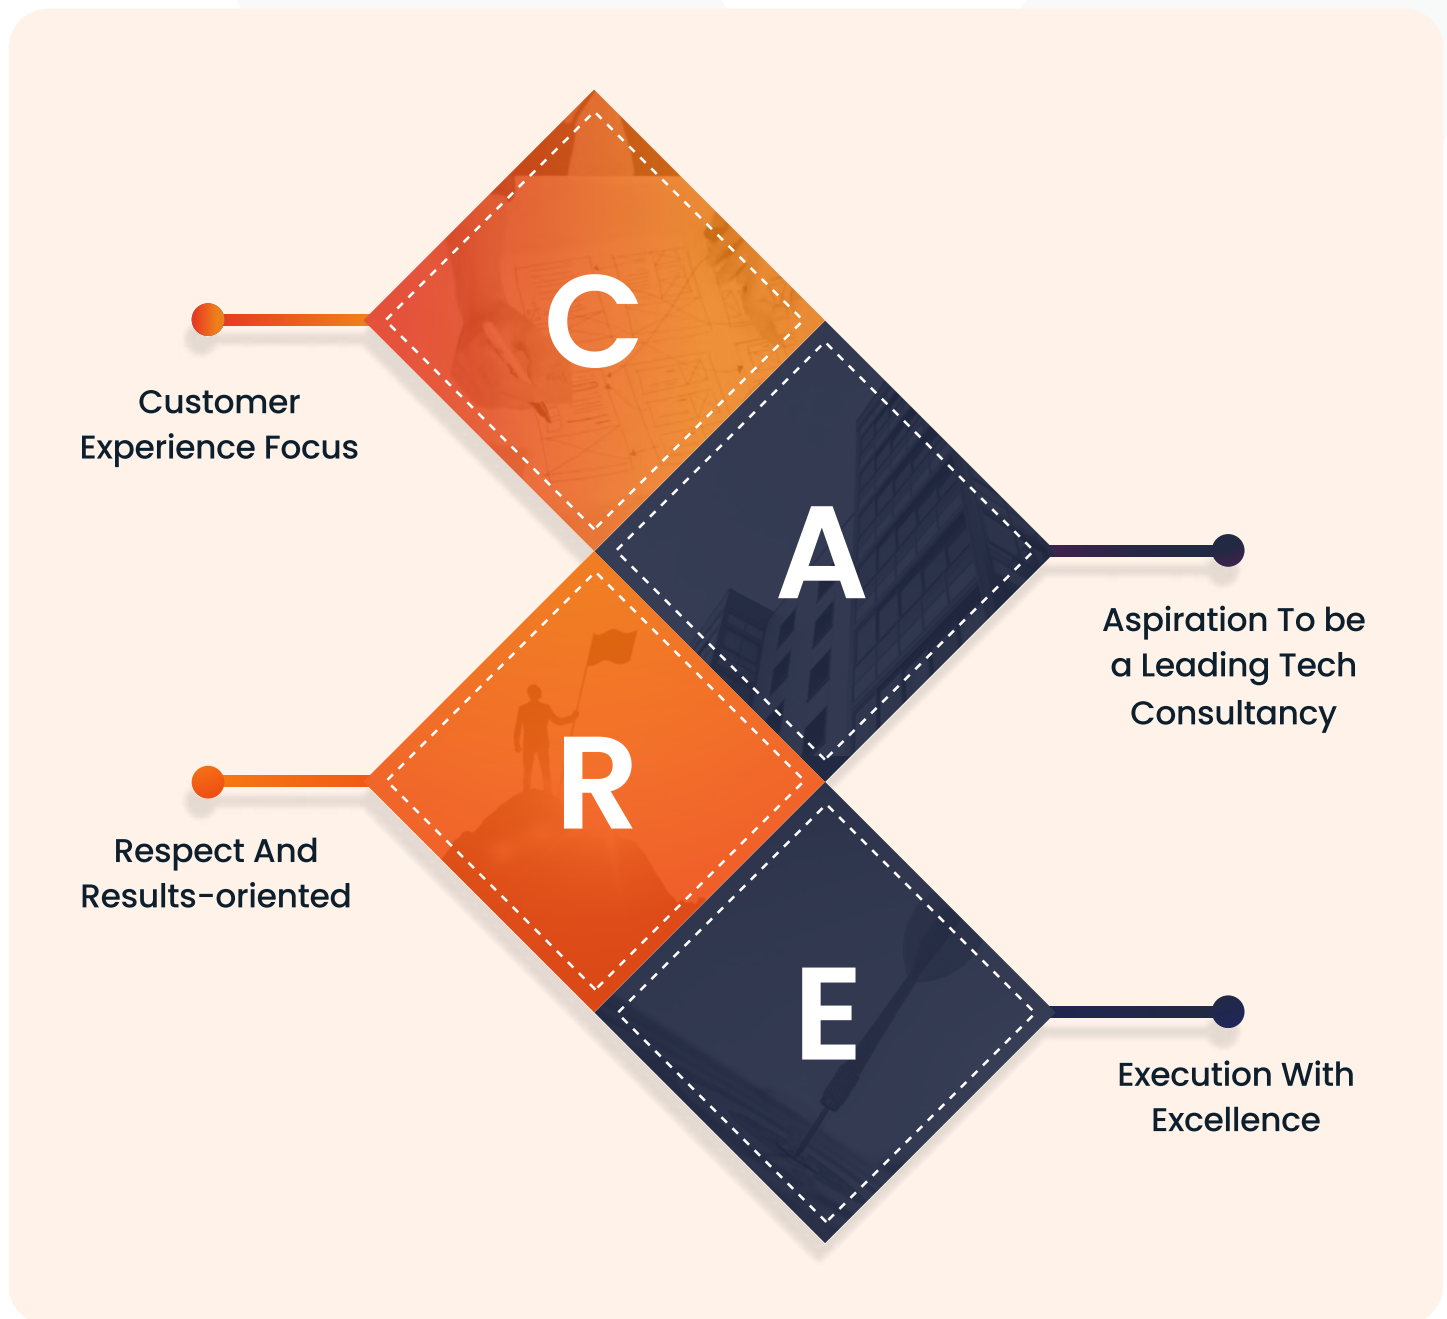 C
Customer
Experience Focus
A
Aspiration To be
a Leading Tech
Consultancy
R
Respect And
Results-oriented
E
Execution With
Excellence